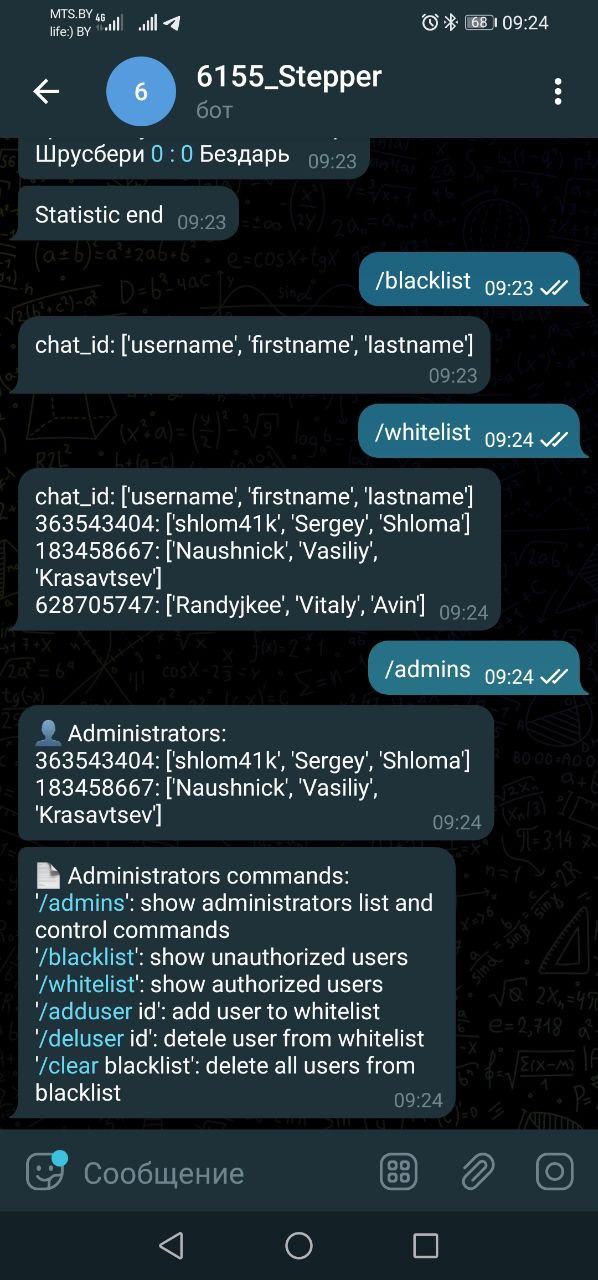 MTS.BY 4G
life:) BY
68 09:24
6
6155_Stepper
бот
Шрусбери 0 : 0 Бездарь 09:23
Statistic end 09:23
/blacklist 09:23
chat_id: ['username', 'firstname', 'lastname']
09:23
/whitelist 09:24
chat_id: ['username', 'firstname', 'lastname']
363543404: ['shlom41k', 'Sergey', 'Shloma']
183458667: ['Naushnick', 'Vasiliy',
'Krasavtsev']
628705747: ['Randyjkee', 'Vitaly', 'Avin'] 09:24
/admins 09:24
Administrators:
363543404: ['shlom41k', 'Sergey', 'Shloma']
183458667: ['Naushnick', 'Vasiliy',
'Krasavtsev']
09:24
Administrators commands:
'/admins': show administrators list and
control commands
'/blacklist': show unauthorized users
'/whitelist': show authorized users
'/adduser id': add user to whitelist
'/deluser id': detele user from whitelist
'/clear blacklist': delete all users from
blacklist
09:24
Сообщение